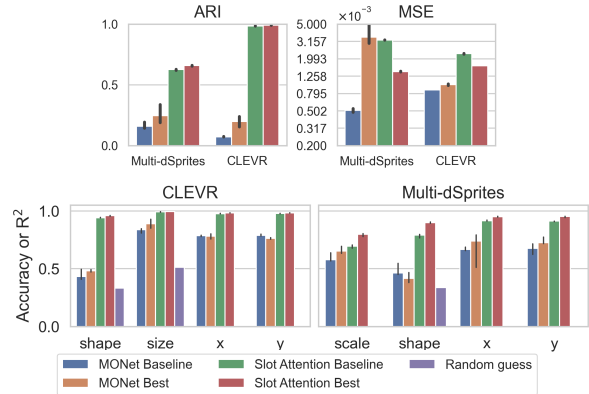 ARI
MSE
×10⁻³
1.0
0.5
0.0
5.000
3.157
1.993
1.258
0.795
0.502
0.317
0.200
Multi-dSprites
CLEVR
Multi-dSprites
CLEVR
CLEVR
Multi-dSprites
Accuracy or R²
1.0
0.5
0.0
shape size x y
scale shape x y
MONet Baseline
MONet Best
Slot Attention Baseline
Slot Attention Best
Random guess